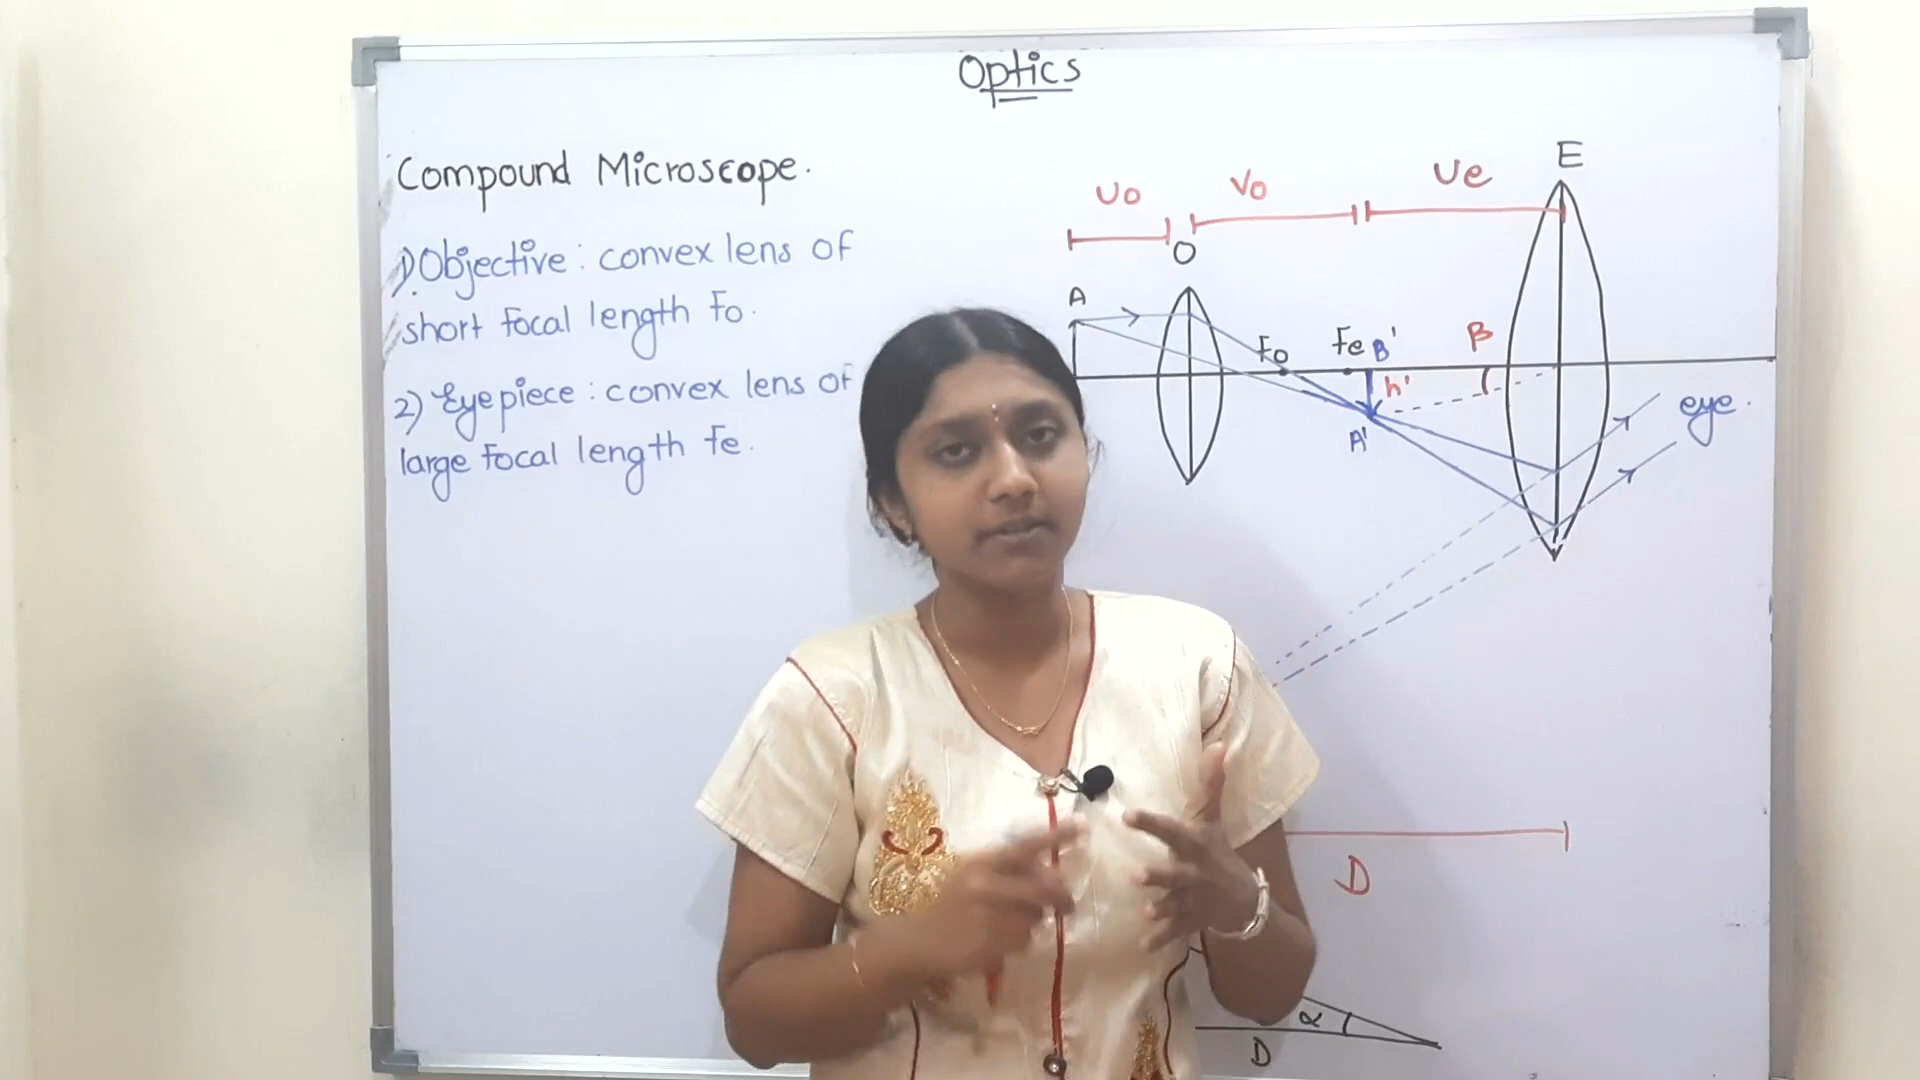 Optics
Compound Microscope.
1) Objective : convex lens of
short focal length Fo.
2) Eyepiece : convex lens of
large focal length Fe.
E
Uo
Vo
Ue
O
A
Fo
Fe
B'
β
h'
A'
eye.
D
α
D